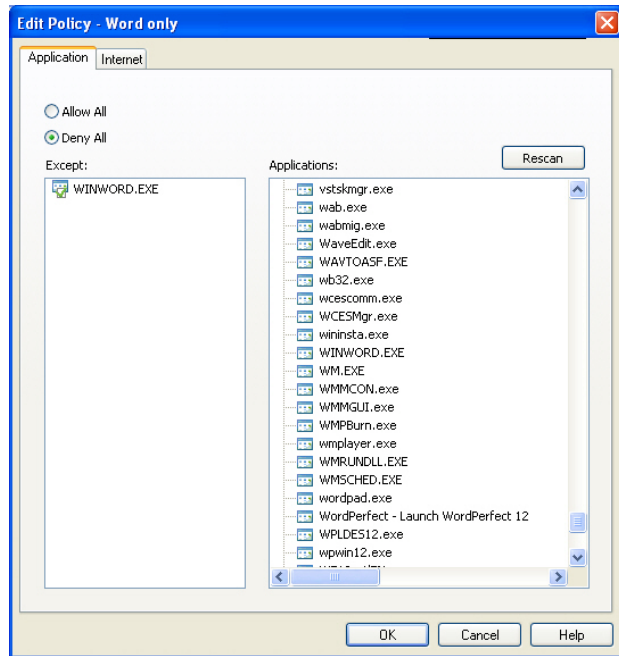 Edit Policy - Word only
Application Internet
Allow All
Deny All
Rescan
Except: Applications:
WINWORD.EXE
vstskmgr.exe
wab.exe
wabmig.exe
WaveEdit.exe
WAVTOASF.EXE
wb32.exe
wcescomm.exe
WCESMgr.exe
wininsta.exe
WINWORD.EXE
WM.EXE
WMMCON.exe
WMMGUI.exe
WMPBurn.exe
wmplayer.exe
WMRUNDLL.EXE
WMSCHED.EXE
wordpad.exe
WordPerfect - Launch WordPerfect 12
WPLDES12.exe
wpwin12.exe
OK Cancel Help